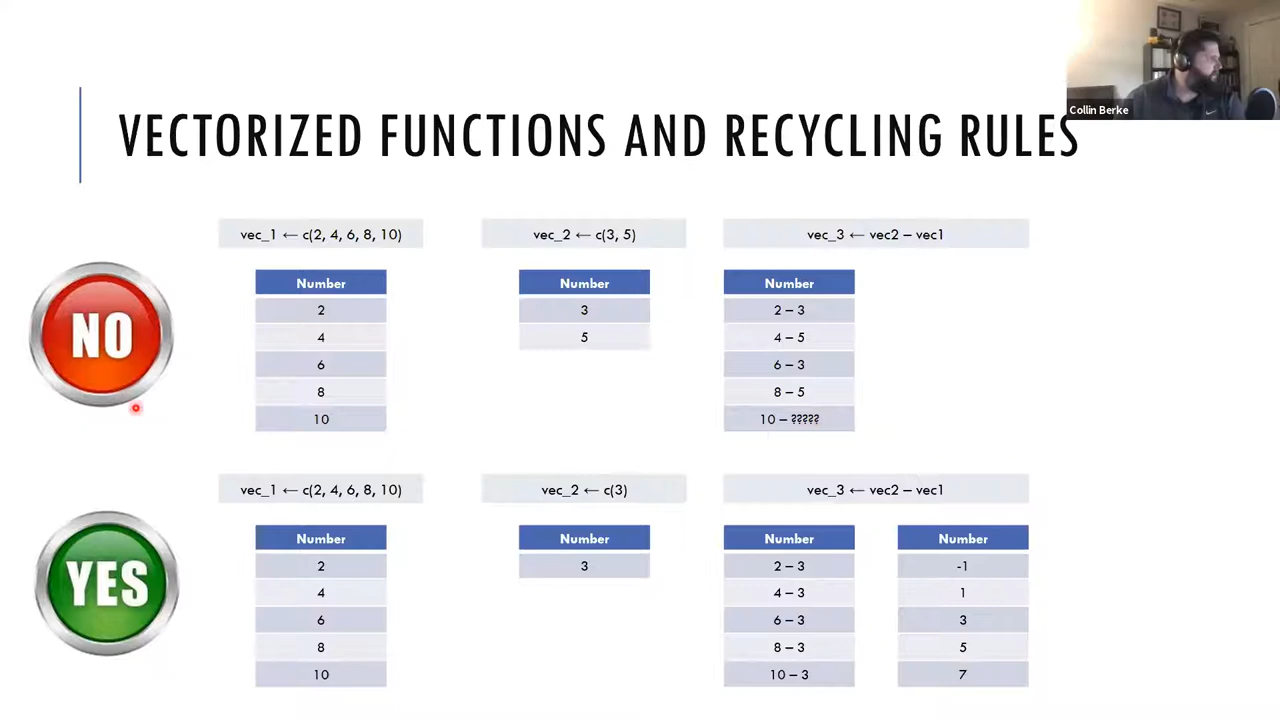 Collin Berke
VECTORIZED FUNCTIONS AND RECYCLING RULES
vec_1 ← c(2, 4, 6, 8, 10)
vec_2 ← c(3, 5)
vec_3 ← vec2 – vec1
NO
Number
2
4
6
8
10
Number
3
5
Number
2 – 3
4 – 5
6 – 3
8 – 5
10 – ?????
vec_1 ← c(2, 4, 6, 8, 10)
vec_2 ← c(3)
vec_3 ← vec2 – vec1
YES
Number
2
4
6
8
10
Number
3
Number
2 – 3
4 – 3
6 – 3
8 – 3
10 – 3
Number
-1
1
3
5
7